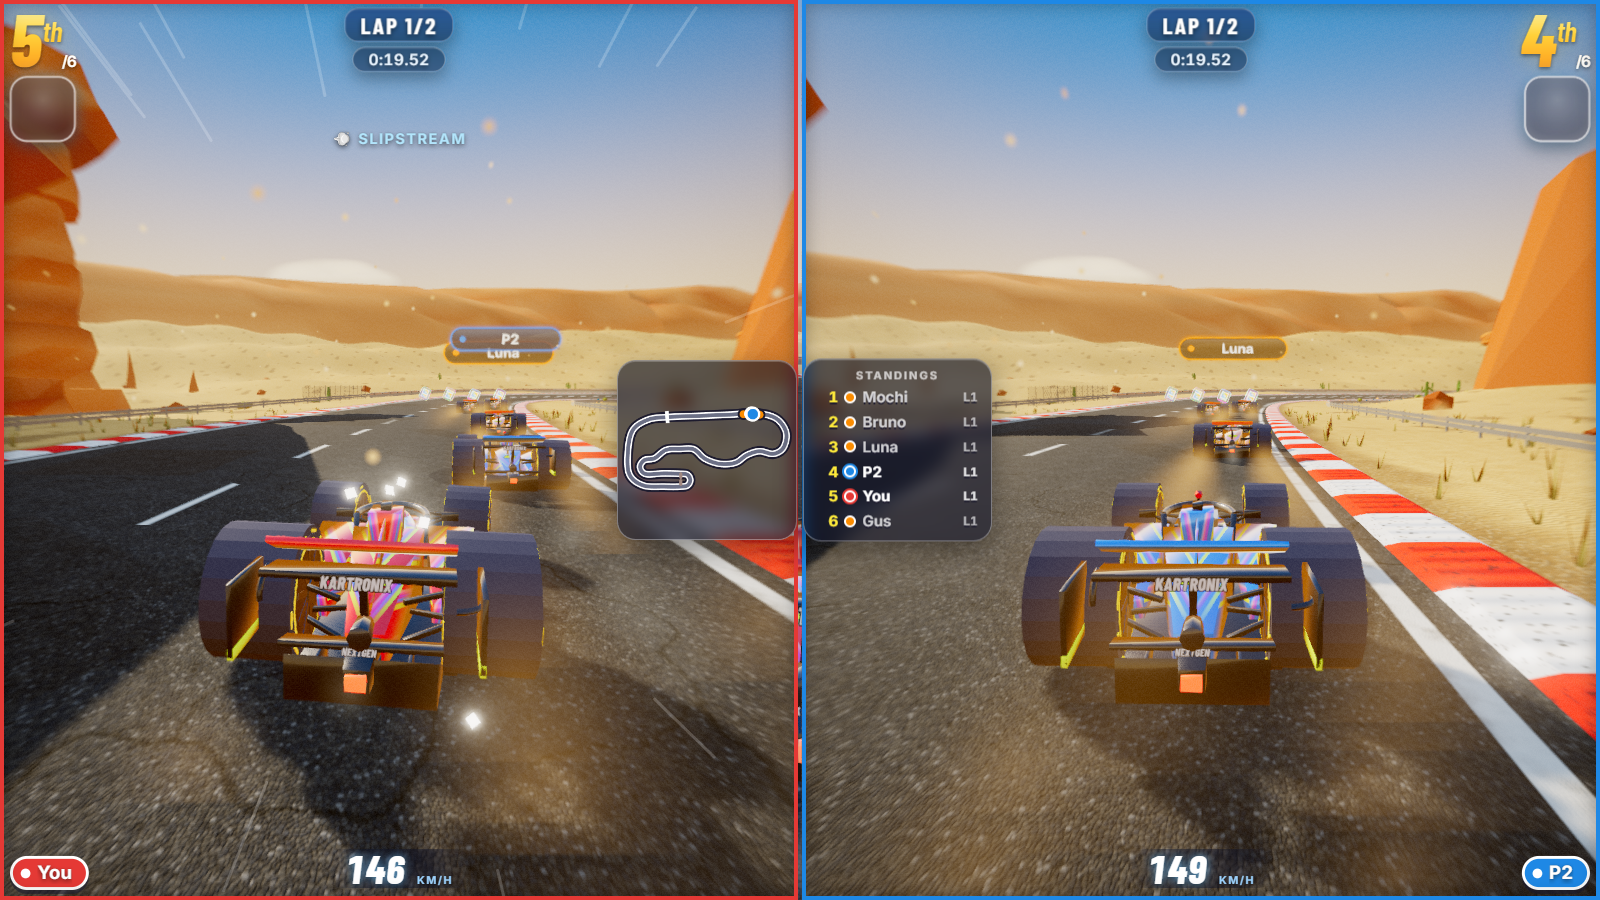 5th
/6
LAP 1/2
0:19.52
SLIPSTREAM
P2
Luna
KARTRONIX
NEXTGEN
You
146 KM/H
LAP 1/2
0:19.52
4th
/6
Luna
STANDINGS
1 Mochi L1
2 Bruno L1
3 Luna L1
4 P2 L1
5 You L1
6 Gus L1
KARTRONIX
NEXTGEN
149 KM/H
P2